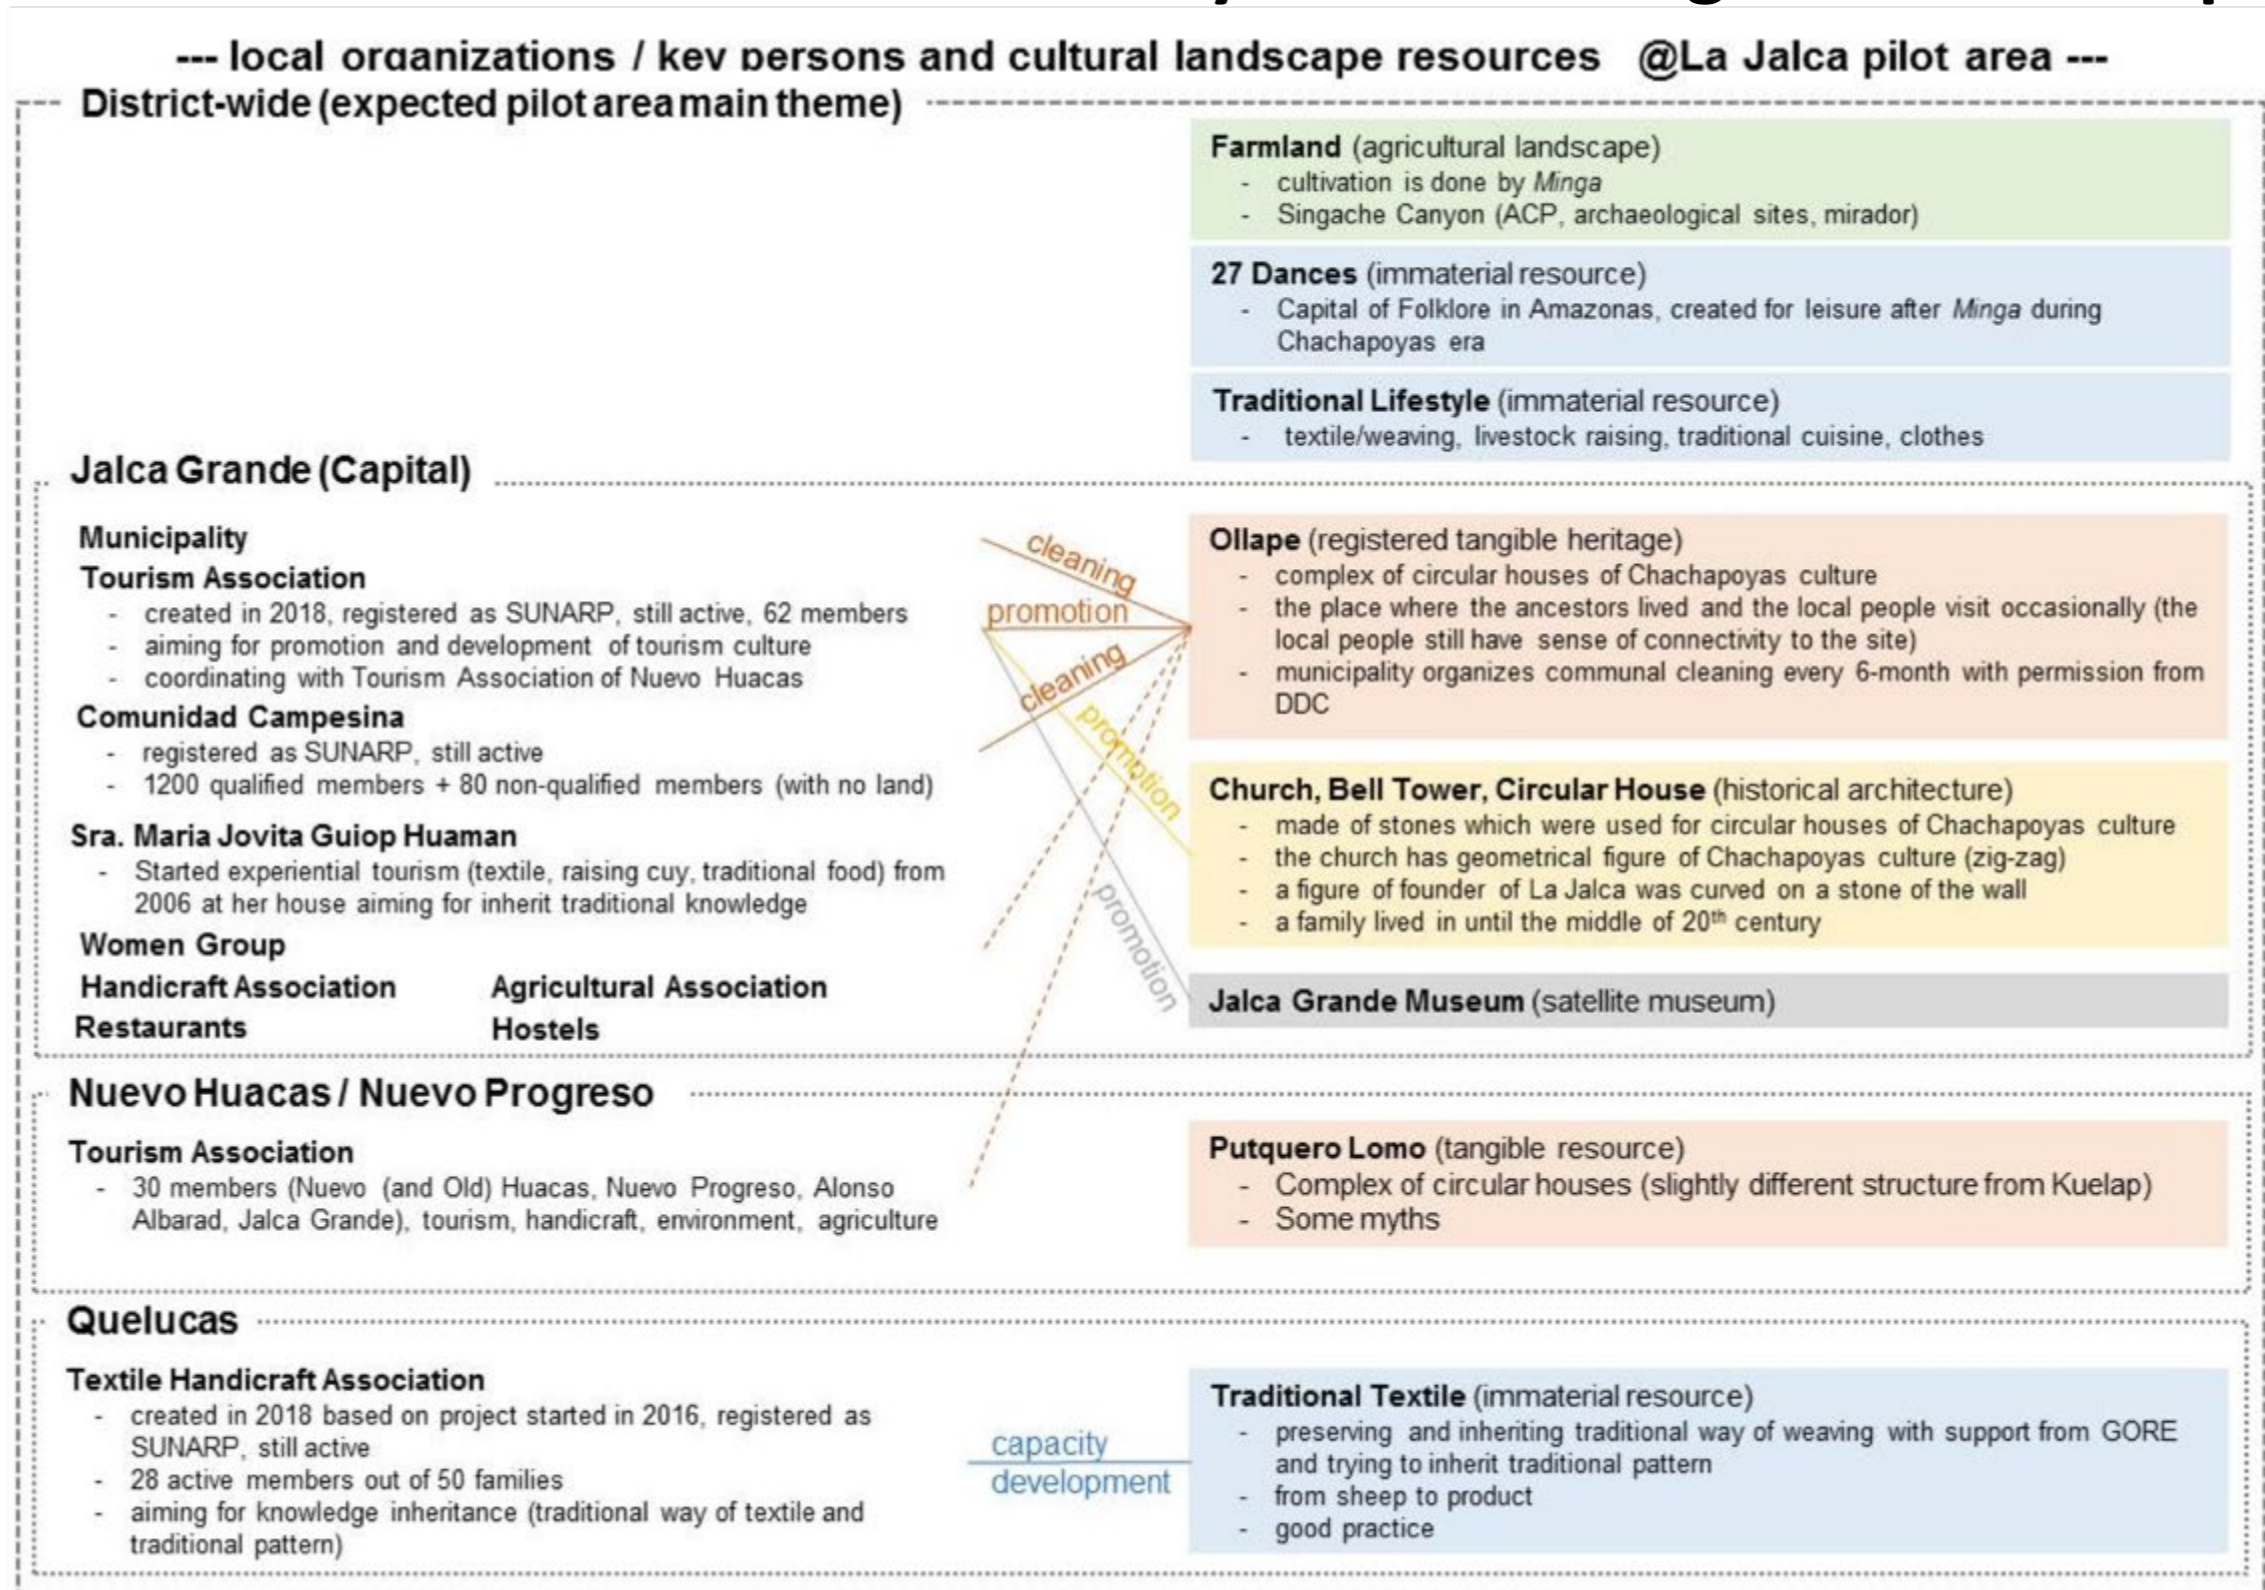 --- local organizations / key persons and cultural landscape resources @La Jalca pilot area ---
District-wide (expected pilot area main theme)
Farmland (agricultural landscape)
- cultivation is done by Minga
- Singache Canyon (ACP, archaeological sites, mirador)
27 Dances (immaterial resource)
- Capital of Folklore in Amazonas, created for leisure after Minga during
Chachapoyas era
Traditional Lifestyle (immaterial resource)
- textile/weaving, livestock raising, traditional cuisine, clothes
Jalca Grande (Capital)
Municipality
Tourism Association
- created in 2018, registered as SUNARP, still active, 62 members
- aiming for promotion and development of tourism culture
- coordinating with Tourism Association of Nuevo Huacas
Comunidad Campesina
- registered as SUNARP, still active
- 1200 qualified members + 80 non-qualified members (with no land)
Sra. Maria Jovita Guiop Huaman
- Started experiential tourism (textile, raising cuy, traditional food) from
2006 at her house aiming for inherit traditional knowledge
Women Group
Handicraft Association Agricultural Association
Restaurants Hostels
cleaning
promotion
cleaning
promotion
promotion
Ollape (registered tangible heritage)
- complex of circular houses of Chachapoyas culture
- the place where the ancestors lived and the local people visit occasionally (the
local people still have sense of connectivity to the site)
- municipality organizes communal cleaning every 6-month with permission from
DDC
Church, Bell Tower, Circular House (historical architecture)
- made of stones which were used for circular houses of Chachapoyas culture
- the church has geometrical figure of Chachapoyas culture (zig-zag)
- a figure of founder of La Jalca was curved on a stone of the wall
- a family lived in until the middle of 20th century
Jalca Grande Museum (satellite museum)
Nuevo Huacas / Nuevo Progreso
Tourism Association
- 30 members (Nuevo (and Old) Huacas, Nuevo Progreso, Alonso
Albarad, Jalca Grande), tourism, handicraft, environment, agriculture
Putquero Lomo (tangible resource)
- Complex of circular houses (slightly different structure from Kuelap)
- Some myths
Quelucas
Textile Handicraft Association
- created in 2018 based on project started in 2016, registered as
SUNARP, still active
- 28 active members out of 50 families
- aiming for knowledge inheritance (traditional way of textile and
traditional pattern)
capacity
development
Traditional Textile (immaterial resource)
- preserving and inheriting traditional way of weaving with support from GORE
and trying to inherit traditional pattern
- from sheep to product
- good practice